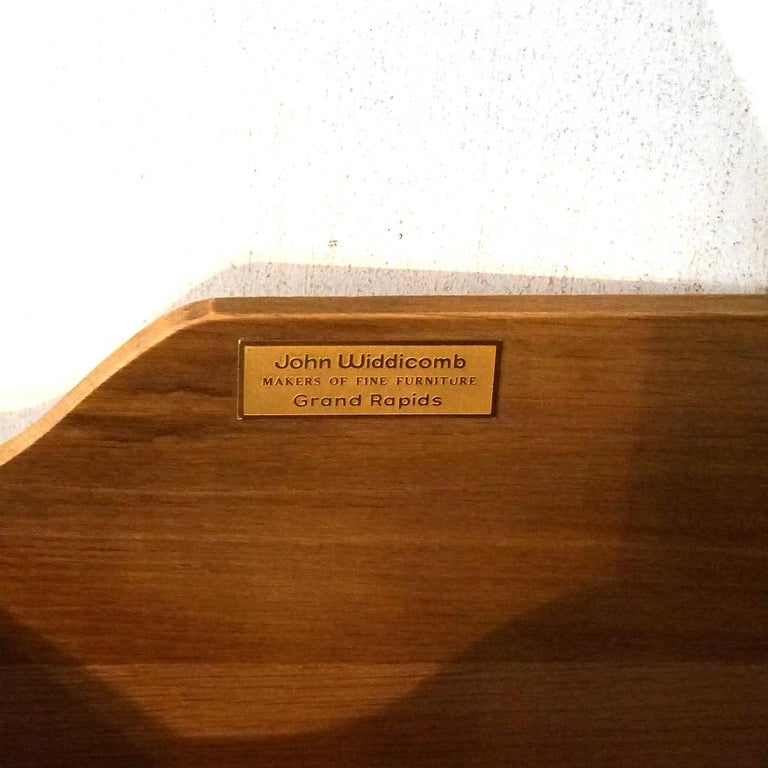 John Widdicomb
MAKERS OF FINE FURNITURE
Grand Rapids